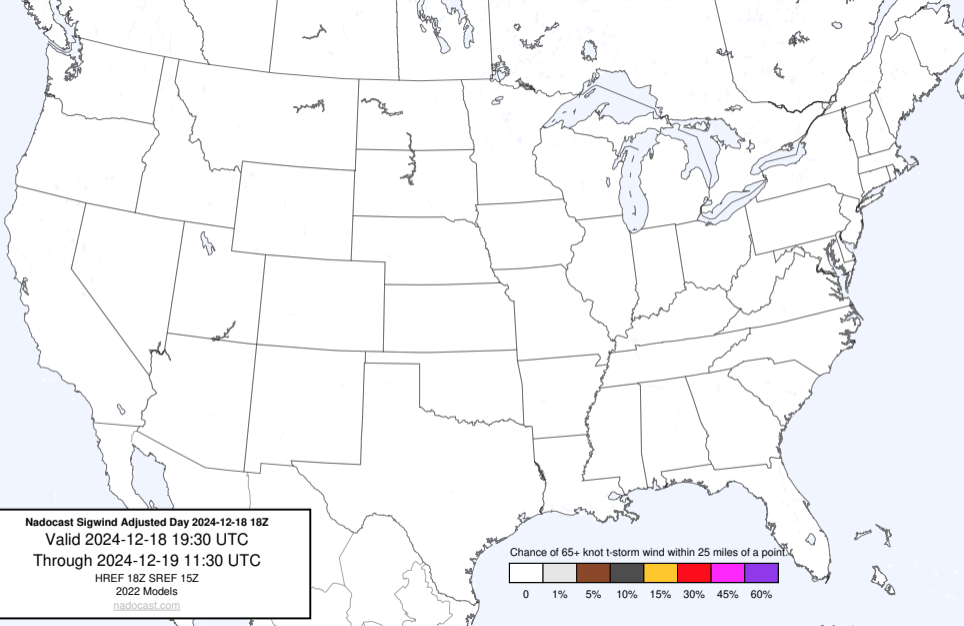 Nadocast Sigwind Adjusted Day 2024-12-18 18Z
Valid 2024-12-18 19:30 UTC
Through 2024-12-19 11:30 UTC
HREF 18Z SREF 15Z
2022 Models
nadocast.com
Chance of 65+ knot t-storm wind within 25 miles of a point.
0 1% 5% 10% 15% 30% 45% 60%